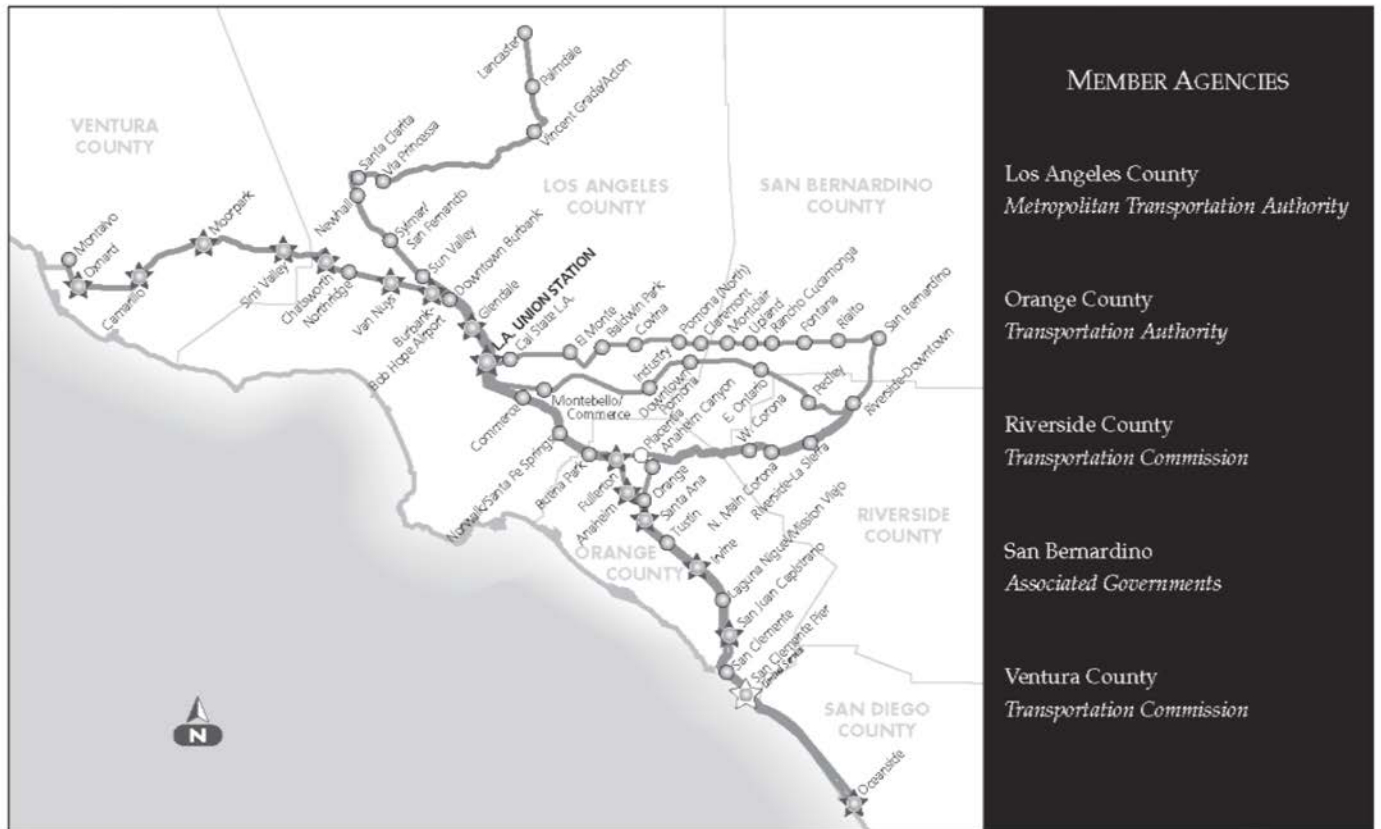 Lancaster
Palmdale
Vincent Grade/Acton
VENTURA
COUNTY
Santa Clarita
Via Princessa
Newhall
LOS ANGELES
COUNTY
SAN BERNARDINO
COUNTY
Sylmar/
San Fernando
Sun Valley
Downtown Burbank
Glendale
L.A. UNION STATION
Montalvo
Oxnard
Camarillo
Moorpark
Simi Valley
Chatsworth
Northridge
Van Nuys
Burbank-
Bob Hope Airport
Cal State L.A.
El Monte
Baldwin Park
Covina
Pomona (North)
Claremont
Montclair
Upland
Rancho Cucamonga
Fontana
Rialto
San Bernardino
Commerce
Montebello/
Commerce
Industry
Downtown
Pomona
E. Ontario
Pedley
Riverside-Downtown
Norwalk/Santa Fe Springs
Buena Park
Fullerton
Placentia
Anaheim Canyon
W. Corona
N. Main Corona
Riverside-La Sierra
Anaheim
Orange
Santa Ana
Tustin
ORANGE
COUNTY
RIVERSIDE
COUNTY
Irvine
Laguna Niguel/Mission Viejo
San Juan Capistrano
San Clemente
San Clemente Pier
SAN DIEGO
COUNTY
Oceanside
N
MEMBER AGENCIES
Los Angeles County
Metropolitan Transportation Authority
Orange County
Transportation Authority
Riverside County
Transportation Commission
San Bernardino
Associated Governments
Ventura County
Transportation Commission